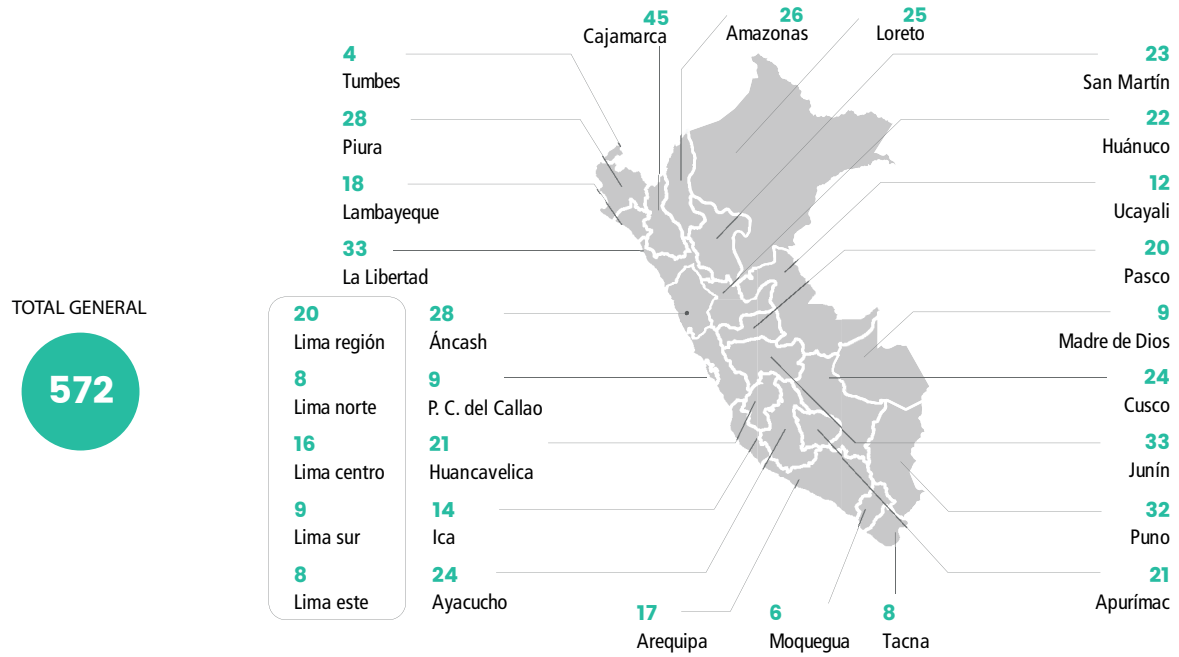 45
Cajamarca
26
Amazonas
25
Loreto
4
Tumbes
28
Piura
18
Lambayeque
33
La Libertad
23
San Martín
22
Huánuco
12
Ucayali
20
Pasco
9
Madre de Dios
24
Cusco
33
Junín
32
Puno
21
Apurímac
TOTAL GENERAL
572
20
Lima región
8
Lima norte
16
Lima centro
9
Lima sur
8
Lima este
28
Áncash
9
P. C. del Callao
21
Huancavelica
14
Ica
24
Ayacucho
17
Arequipa
6
Moquegua
8
Tacna